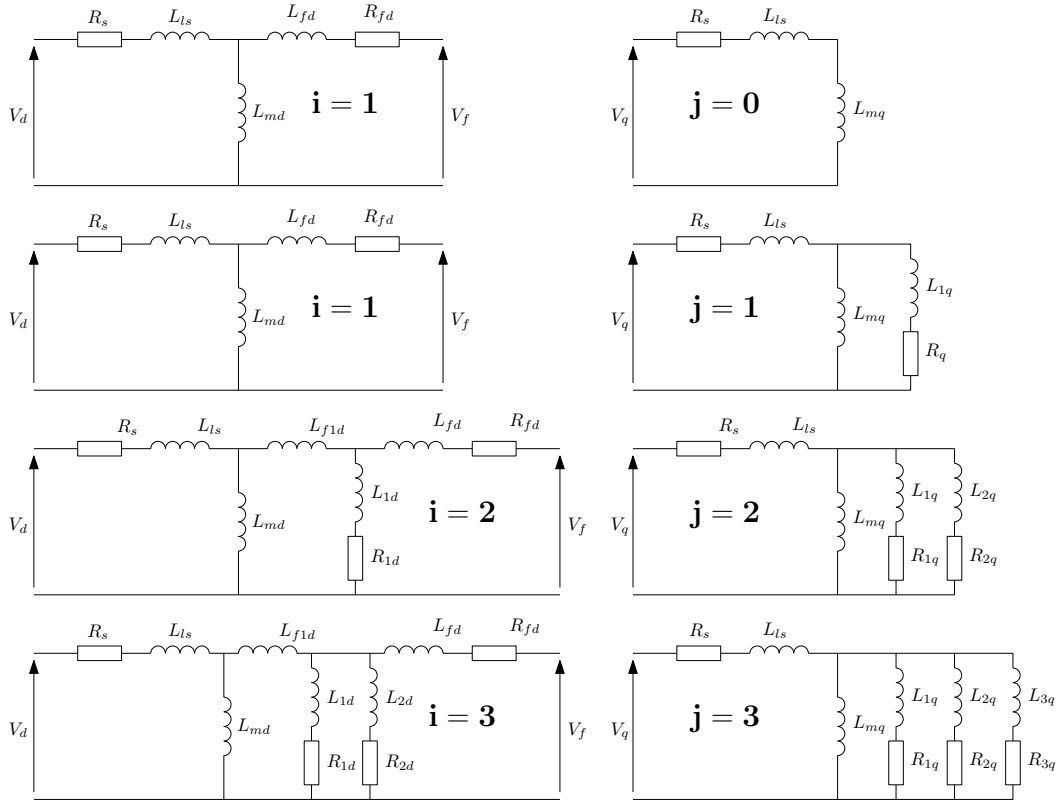 R_s L_ls L_fd R_fd
V_d L_md i = 1 V_f
R_s L_ls
V_q j = 0 L_mq
R_s L_ls L_fd R_fd
V_d L_md i = 1 V_f
R_s L_ls
V_q j = 1 L_mq L_1q
R_q
R_s L_ls L_f1d L_fd R_fd
V_d L_md L_1d i = 2 V_f
R_1d
R_s L_ls
V_q j = 2 L_mq L_1q L_2q
R_1q R_2q
R_s L_ls L_f1d L_fd R_fd
V_d L_md L_1d L_2d i = 3 V_f
R_1d R_2d
R_s L_ls
V_q j = 3 L_mq L_1q L_2q L_3q
R_1q R_2q R_3q